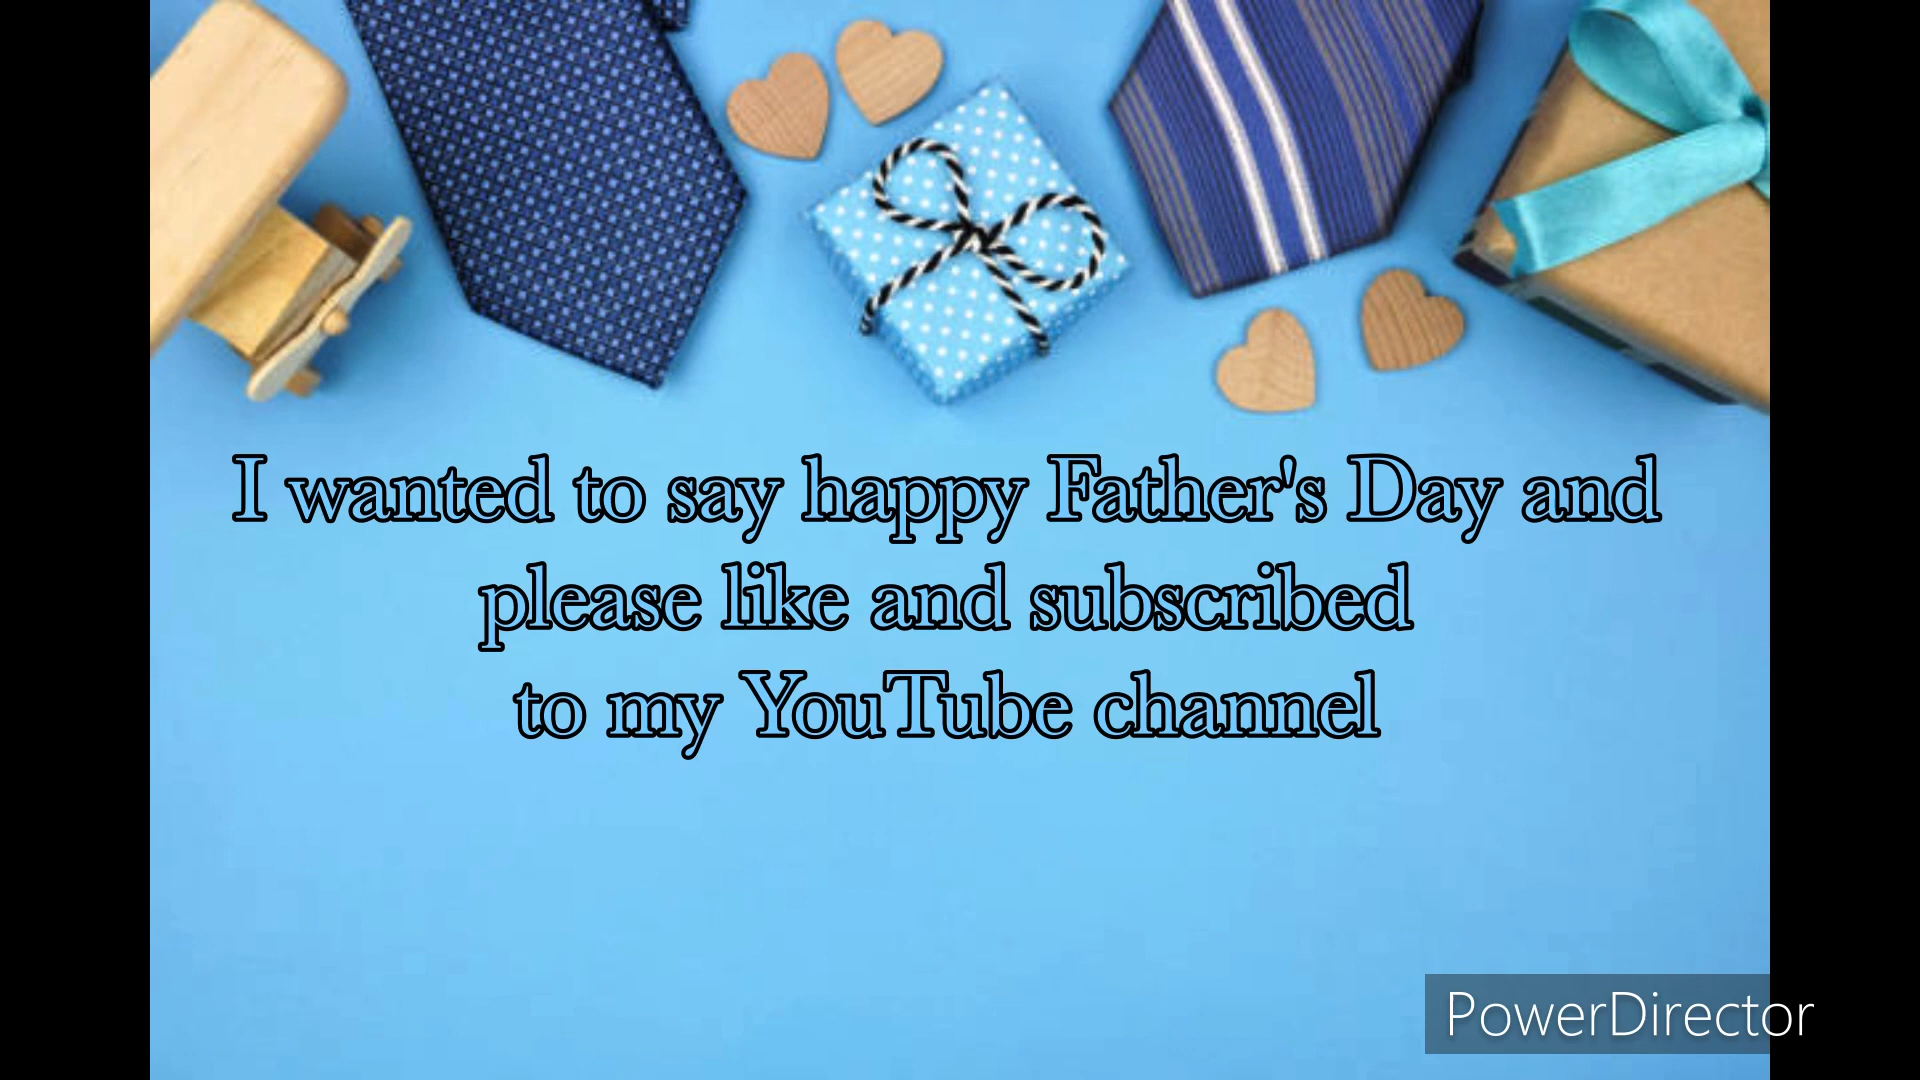 I wanted to say happy Father's Day and
please like and subscribed
to my YouTube channel
PowerDirector